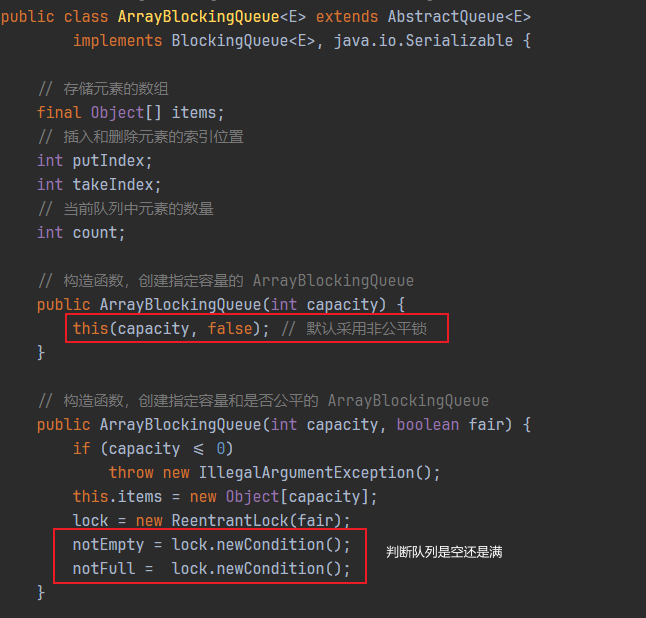 public class ArrayBlockingQueue<E> extends AbstractQueue<E>
        implements BlockingQueue<E>, java.io.Serializable {

    // 存储元素的数组
    final Object[] items;
    // 插入和删除元素的索引位置
    int putIndex;
    int takeIndex;
    // 当前队列中元素的数量
    int count;

    // 构造函数，创建指定容量的 ArrayBlockingQueue
    public ArrayBlockingQueue(int capacity) {
        this(capacity, false); // 默认采用非公平锁
    }

    // 构造函数，创建指定容量和是否公平的 ArrayBlockingQueue
    public ArrayBlockingQueue(int capacity, boolean fair) {
        if (capacity <= 0)
            throw new IllegalArgumentException();
        this.items = new Object[capacity];
        lock = new ReentrantLock(fair);
        notEmpty = lock.newCondition();
判断队列是空还是满
        notFull =  lock.newCondition();
    }